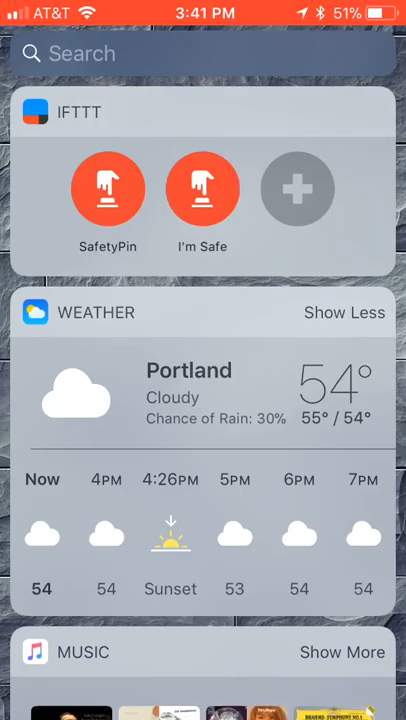 AT&T 3:41 PM 51%
Search
IFTTT
SafetyPin I'm Safe
WEATHER Show Less
Portland 54°
Cloudy
Chance of Rain: 30% 55° / 54°
Now 4PM 4:26PM 5PM 6PM 7PM
54 54 Sunset 53 54 54
MUSIC Show More